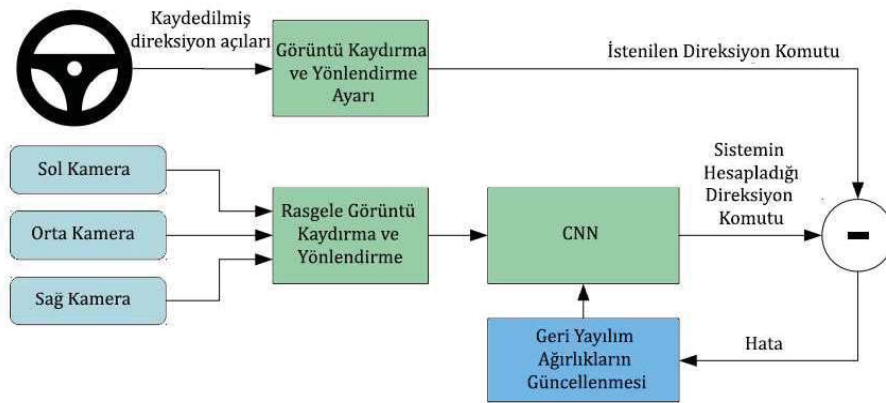 Kaydedilmiş
direksiyon açıları
Görüntü Kaydırma
ve Yönlendirme
Ayarı
İstenilen Direksiyon Komutu
Sol Kamera
Orta Kamera
Sağ Kamera
Rasgele Görüntü
Kaydırma ve
Yönlendirme
CNN
Sistemin
Hesapladığı
Direksiyon
Komutu
Geri Yayılım
Ağırlıkların
Güncellenmesi
Hata